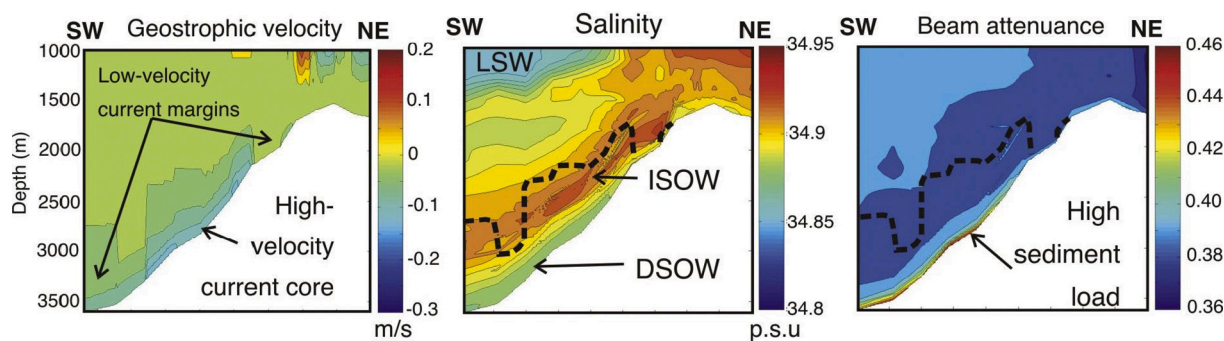 SW Geostrophic velocity NE
Depth (m)
1000
1500
2000
2500
3000
3500
Low-velocity
current margins
High-
velocity
current core
0.2
0.1
0
-0.1
-0.2
-0.3
m/s
SW Salinity NE
LSW
ISOW
DSOW
34.95
34.9
34.85
34.8
p.s.u
SW Beam attenuance NE
High
sediment
load
0.46
0.44
0.42
0.40
0.38
0.36